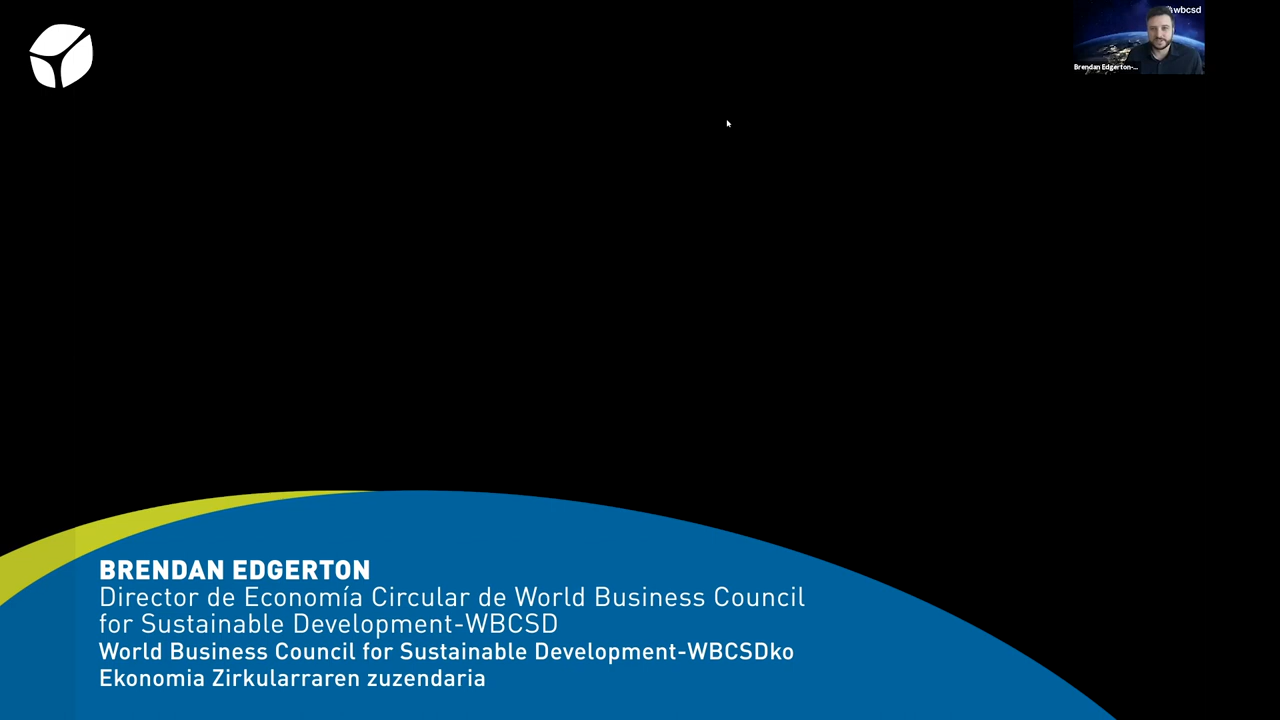 wbcsd
Brendan Edgerton-...
BRENDAN EDGERTON
Director de Economía Circular de World Business Council
for Sustainable Development-WBCSD
World Business Council for Sustainable Development-WBCSDko
Ekonomia Zirkularraren zuzendaria